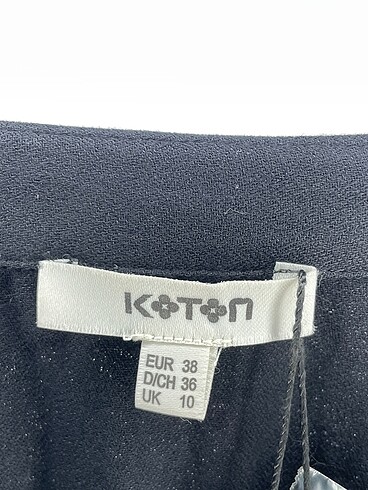 KOTON
EUR 38
D/CH 36
UK 10